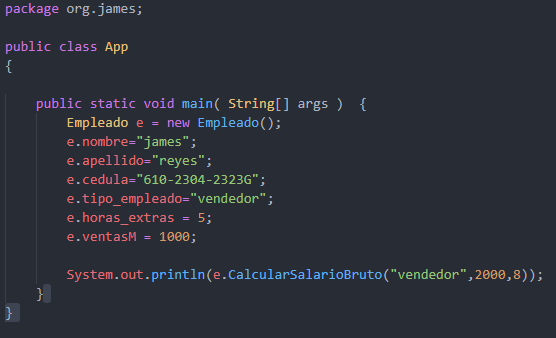 package org.james;
public class App
{
public static void main( String[] args )  {
Empleado e = new Empleado();
e.nombre="james";
e.apellido="reyes";
e.cedula="610-2304-2323G";
e.tipo_empleado="vendedor";
e.horas_extras = 5;
e.ventasM = 1000;
System.out.println(e.CalcularSalarioBruto("vendedor",2000,8));
}
}